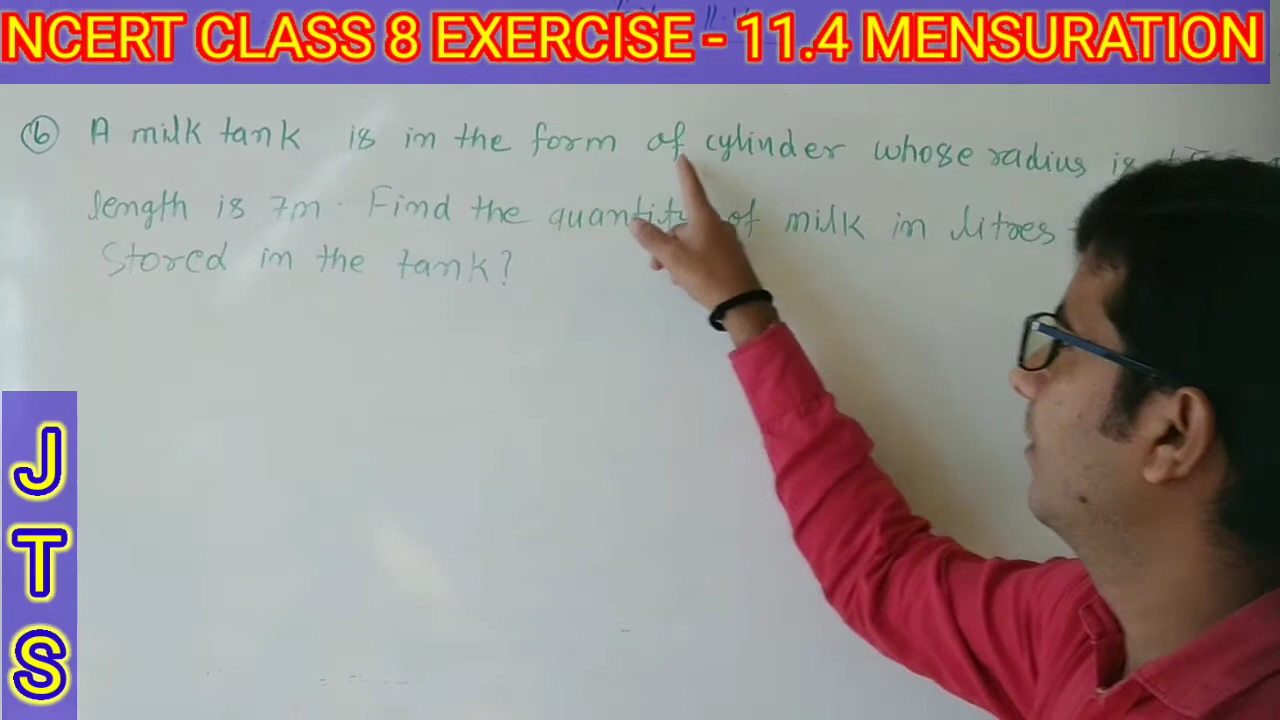 NCERT CLASS 8 EXERCISE - 11.4 MENSURATION
6 A milk tank is in the form of cylinder whose radius is
length is 7m. Find the quantity of milk in litres
Stored in the tank?
J
T
S